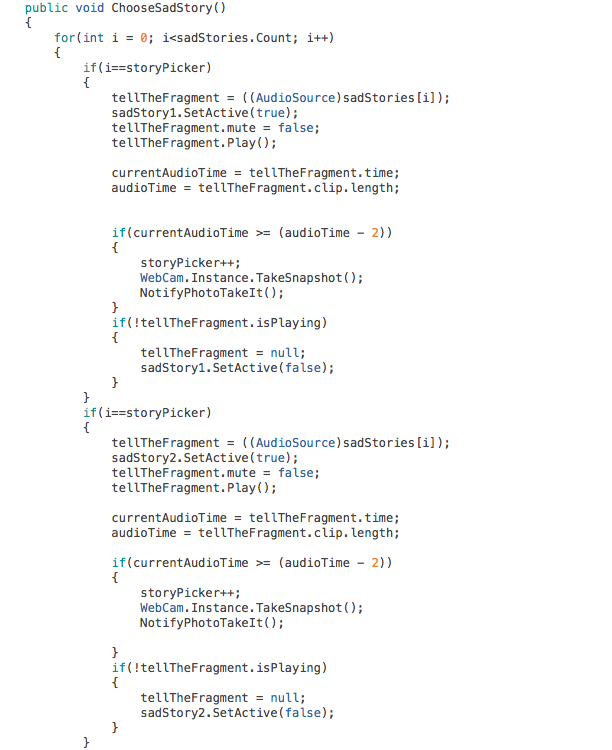 public void ChooseSadStory()
{
for(int i = 0; i<sadStories.Count; i++)
{
if(i==storyPicker)
{
tellTheFragment = ((AudioSource)sadStories[i]);
sadStory1.SetActive(true);
tellTheFragment.mute = false;
tellTheFragment.Play();
currentAudioTime = tellTheFragment.time;
audioTime = tellTheFragment.clip.length;
if(currentAudioTime >= (audioTime - 2))
{
storyPicker++;
WebCam.Instance.TakeSnapshot();
NotifyPhotoTakeIt();
}
if(!tellTheFragment.isPlaying)
{
tellTheFragment = null;
sadStory1.SetActive(false);
}
}
if(i==storyPicker)
{
tellTheFragment = ((AudioSource)sadStories[i]);
sadStory2.SetActive(true);
tellTheFragment.mute = false;
tellTheFragment.Play();
currentAudioTime = tellTheFragment.time;
audioTime = tellTheFragment.clip.length;
if(currentAudioTime >= (audioTime - 2))
{
storyPicker++;
WebCam.Instance.TakeSnapshot();
NotifyPhotoTakeIt();
}
if(!tellTheFragment.isPlaying)
{
tellTheFragment = null;
sadStory2.SetActive(false);
}
}